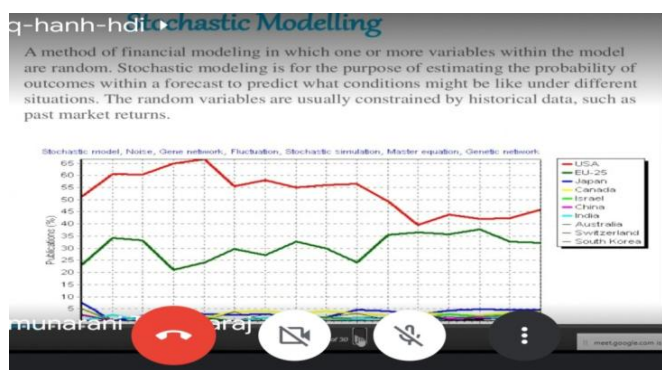 q-hanh-hdi
Stochastic Modelling
A method of financial modeling in which one or more variables within the model
are random. Stochastic modeling is for the purpose of estimating the probability of
outcomes within a forecast to predict what conditions might be like under different
situations. The random variables are usually constrained by historical data, such as
past market returns.
Stochastic model, Noise, Gene network, Fluctuation, Stochastic simulation, Master equation, Genetic network
Publications (%)
65
60
55
50
45
40
35
30
25
20
15
10
5
USA
EU-25
Japan
Canada
Israel
China
India
Australia
Switzerland
South Korea
munarani
araj
of 30
meet.google.com is